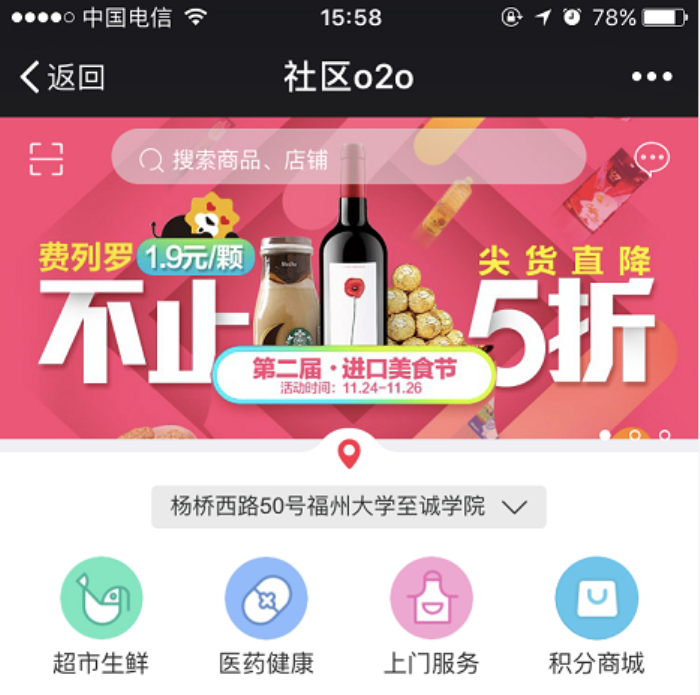 中国电信 15:58 78%
返回 社区o2o
搜索商品、店铺
费列罗 1.9元/颗 尖货直降
不止5折
第二届·进口美食节
活动时间：11.24-11.26
杨桥西路50号福州大学至诚学院
超市生鲜 医药健康 上门服务 积分商城